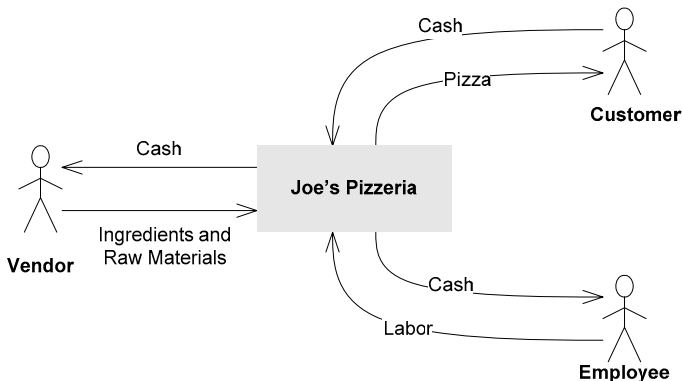 Cash
Pizza
Customer
Cash
Joe's Pizzeria
Ingredients and
Raw Materials
Vendor
Cash
Labor
Employee